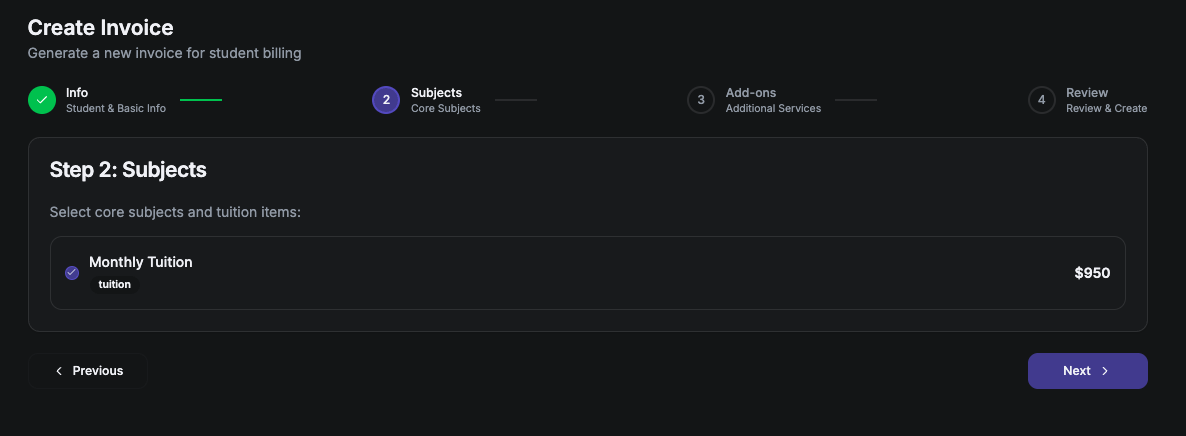 Create Invoice
Generate a new invoice for student billing
Info
Student & Basic Info
2
Subjects
Core Subjects
3
Add-ons
Additional Services
4
Review
Review & Create
Step 2: Subjects
Select core subjects and tuition items:
Monthly Tuition
tuition
$950
Previous
Next